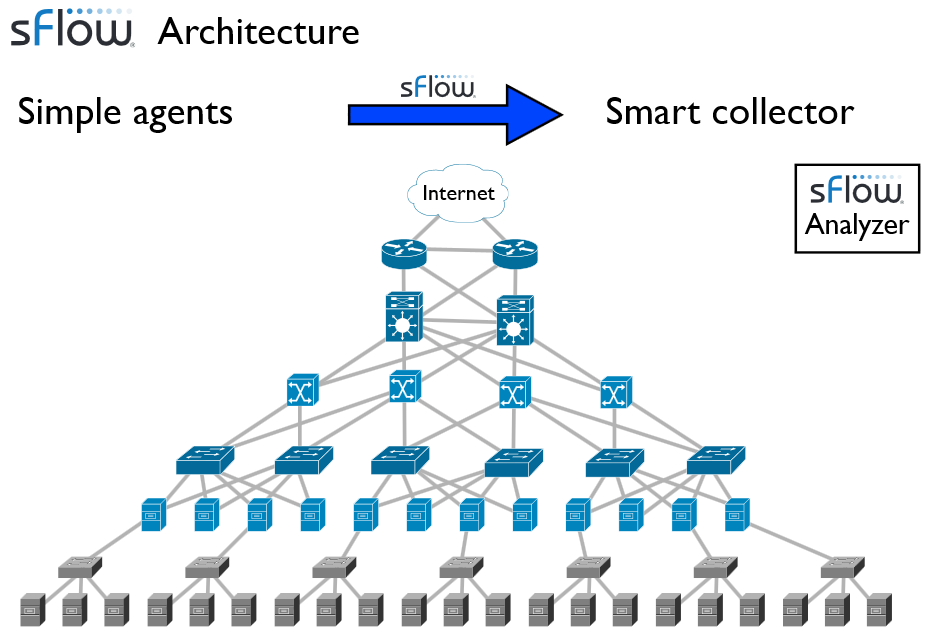 sFlow® Architecture
Simple agents
sFlow®
Smart collector
Internet
sFlow®
Analyzer